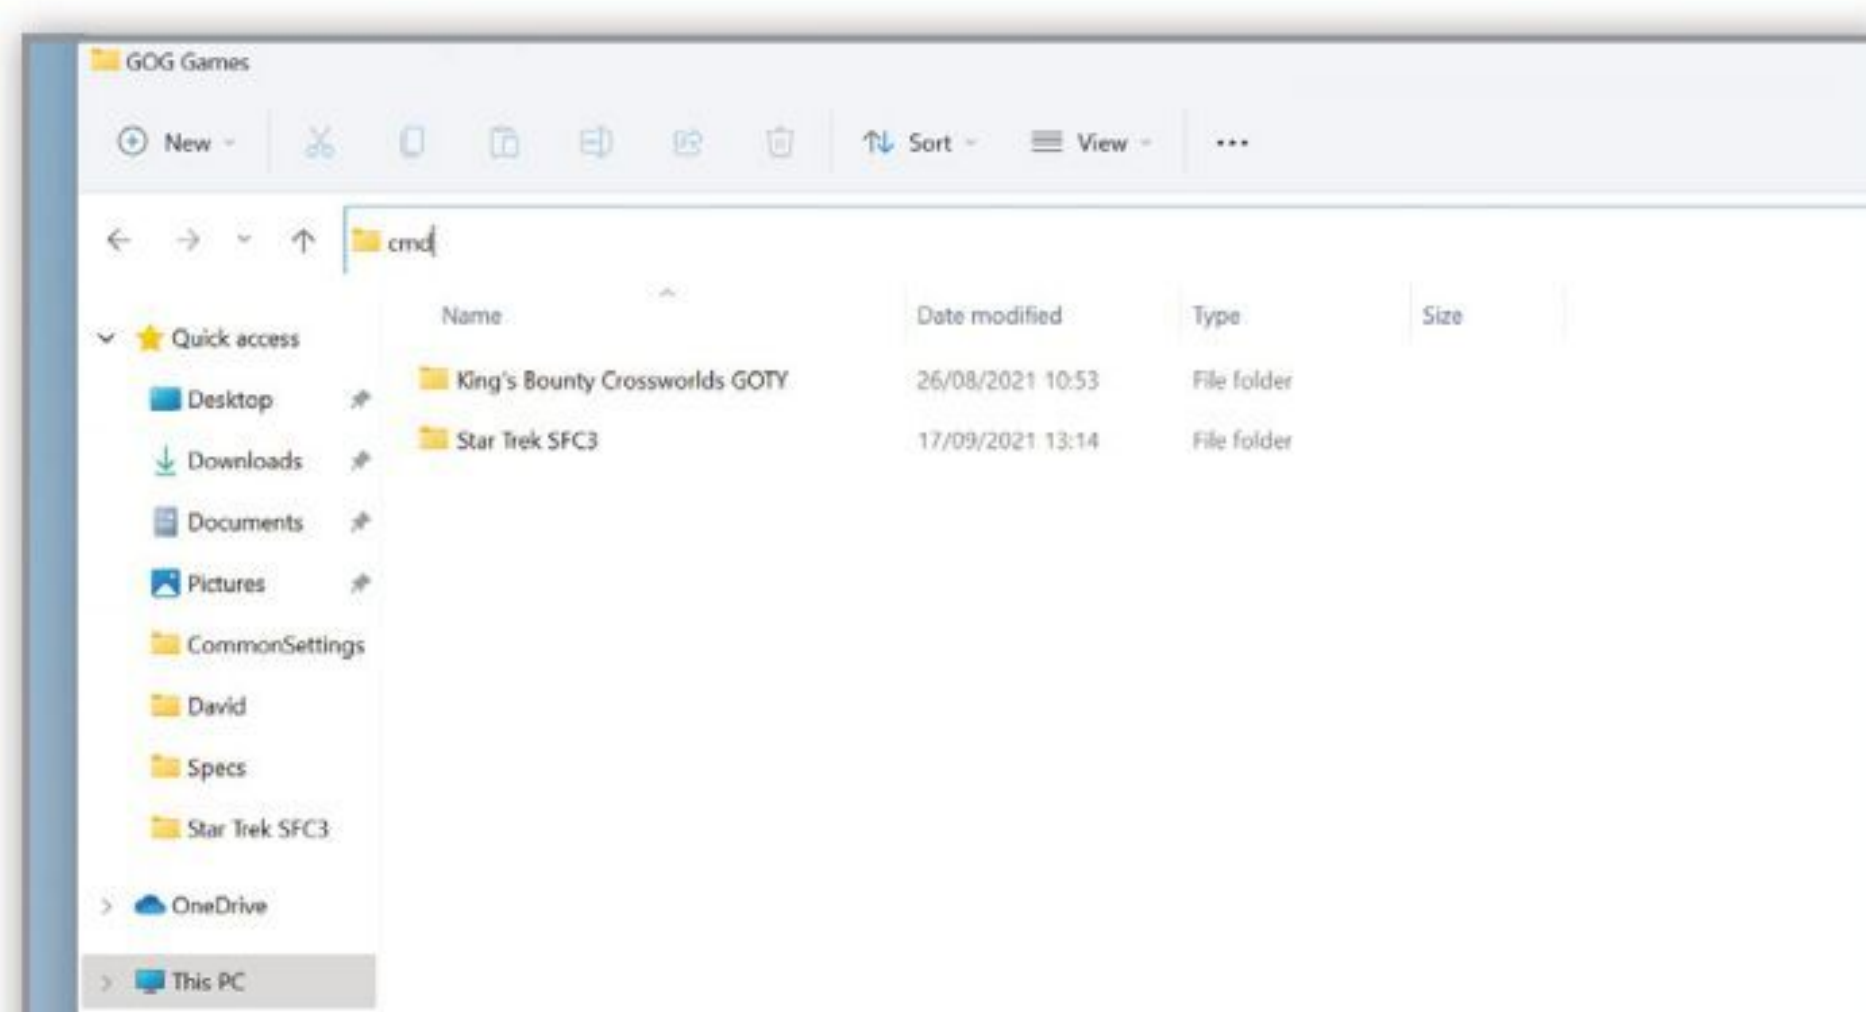 GOG Games
New
Sort
View
cmd
Name Date modified Type Size
Quick access
Desktop
Downloads
Documents
Pictures
CommonSettings
David
Specs
Star Trek SFC3
OneDrive
This PC
King's Bounty Crossworlds GOTY 26/08/2021 10:53 File folder
Star Trek SFC3 17/09/2021 13:14 File folder